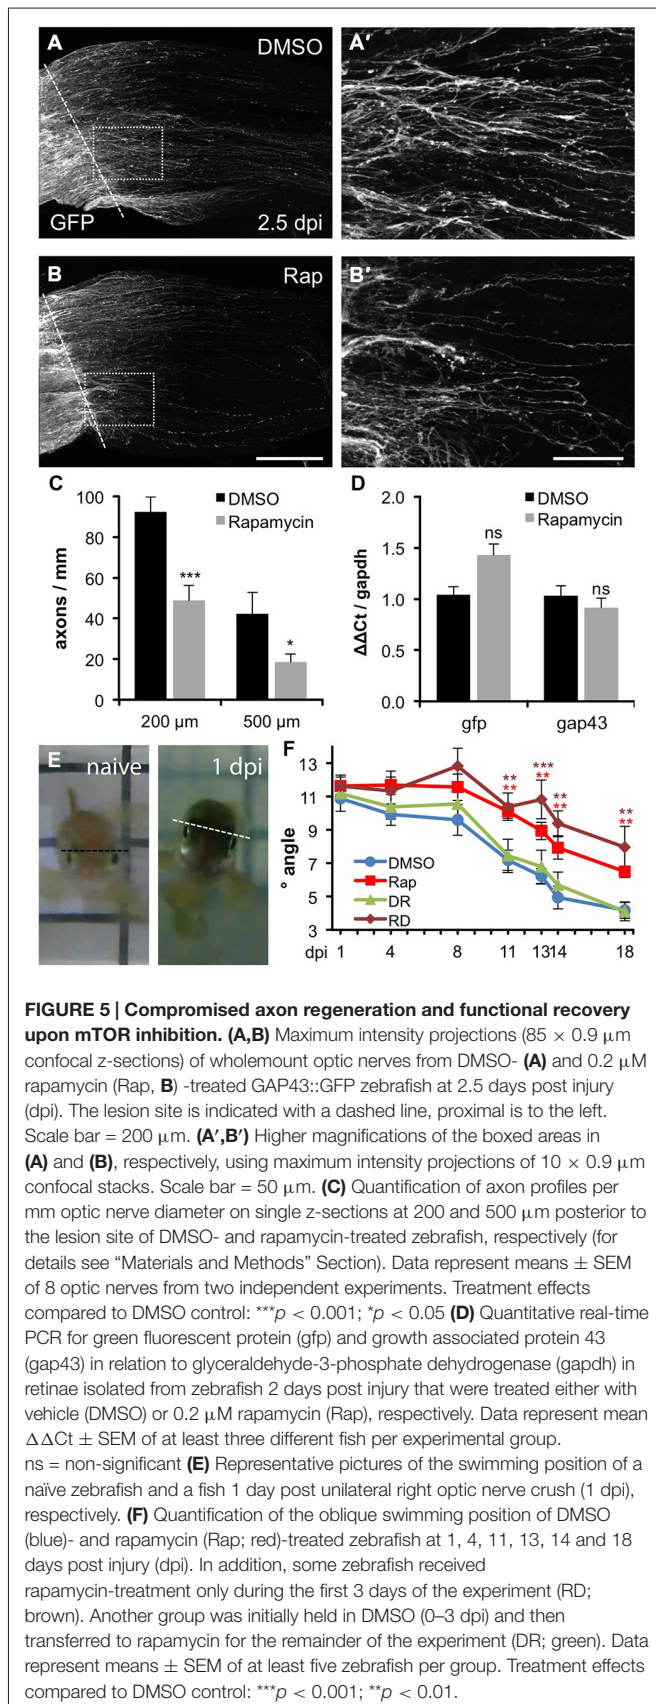 A DMSO A′
GFP 2.5 dpi
B Rap B′
C
DMSO
Rapamycin
axons / mm
100
80
60
40
20
0
***
*
200 µm 500 µm
D
DMSO
Rapamycin
ΔΔCt / gapdh
2.0
1.5
1.0
0.5
0.0
ns
ns
gfp gap43
E naive 1 dpi
F
° angle
13
11
9
7
5
3
** *** ** **
** ** ** **
DMSO
Rap
DR
RD
dpi 1 4 8 11 13 14 18
FIGURE 5 | Compromised axon regeneration and functional recovery
upon mTOR inhibition. (A,B) Maximum intensity projections (85 × 0.9 µm
confocal z-sections) of wholemount optic nerves from DMSO- (A) and 0.2 µM
rapamycin (Rap, B) -treated GAP43::GFP zebrafish at 2.5 days post injury
(dpi). The lesion site is indicated with a dashed line, proximal is to the left.
Scale bar = 200 µm. (A′,B′) Higher magnifications of the boxed areas in
(A) and (B), respectively, using maximum intensity projections of 10 × 0.9 µm
confocal stacks. Scale bar = 50 µm. (C) Quantification of axon profiles per
mm optic nerve diameter on single z-sections at 200 and 500 µm posterior to
the lesion site of DMSO- and rapamycin-treated zebrafish, respectively (for
details see “Materials and Methods” Section). Data represent means ± SEM
of 8 optic nerves from two independent experiments. Treatment effects
compared to DMSO control: ***p < 0.001; *p < 0.05 (D) Quantitative real-time
PCR for green fluorescent protein (gfp) and growth associated protein 43
(gap43) in relation to glyceraldehyde-3-phosphate dehydrogenase (gapdh) in
retinae isolated from zebrafish 2 days post injury that were treated either with
vehicle (DMSO) or 0.2 µM rapamycin (Rap), respectively. Data represent mean
ΔΔCt ± SEM of at least three different fish per experimental group.
ns = non-significant (E) Representative pictures of the swimming position of a
naïve zebrafish and a fish 1 day post unilateral right optic nerve crush (1 dpi),
respectively. (F) Quantification of the oblique swimming position of DMSO
(blue)- and rapamycin (Rap; red)-treated zebrafish at 1, 4, 11, 13, 14 and 18
days post injury (dpi). In addition, some zebrafish received
rapamycin-treatment only during the first 3 days of the experiment (RD;
brown). Another group was initially held in DMSO (0–3 dpi) and then
transferred to rapamycin for the remainder of the experiment (DR; green). Data
represent means ± SEM of at least five zebrafish per group. Treatment effects
compared to DMSO control: ***p < 0.001; **p < 0.01.